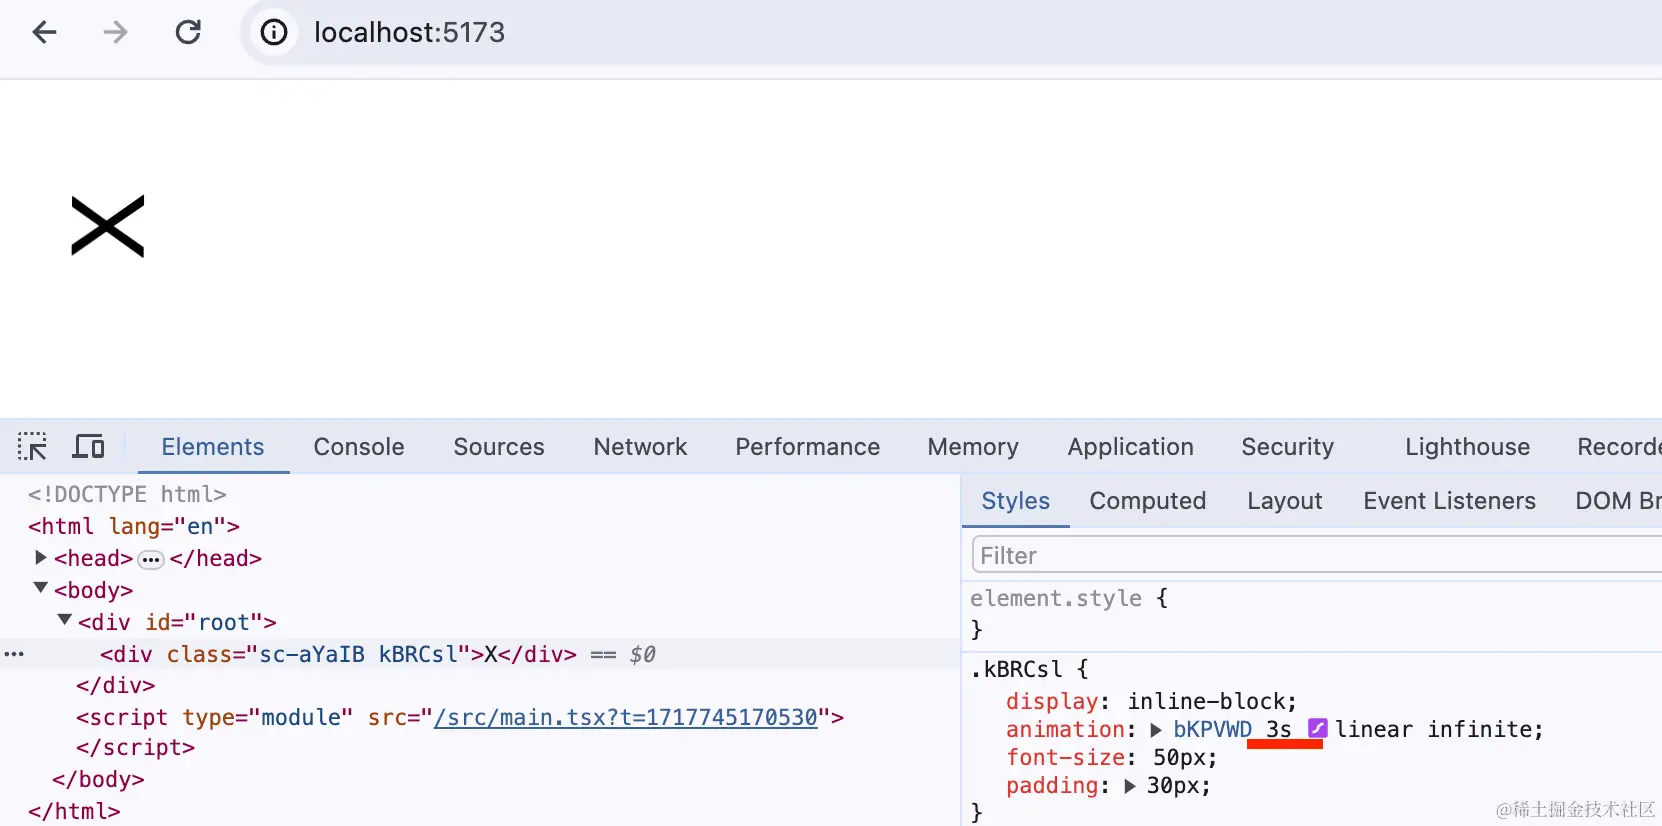 localhost:5173
X
Elements Console Sources Network Performance Memory Application Security Lighthouse Recorde
<!DOCTYPE html>
<html lang="en">
<head> ••• </head>
<body>
<div id="root">
••• <div class="sc-aYaIB kBRCsl">X</div> == $0
</div>
<script type="module" src="/src/main.tsx?t=1717745170530">
</script>
</body>
</html>
Styles Computed Layout Event Listeners DOM Br
Filter
element.style {
}
.kBRCsl {
display: inline-block;
animation: bKPVWD 3s linear infinite;
font-size: 50px;
padding: 30px;
}
@稀土掘金技术社区